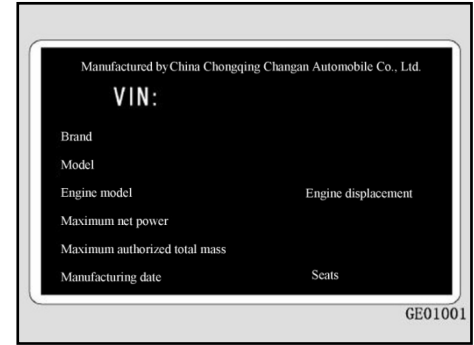 Manufactured by China Chongqing Changan Automobile Co., Ltd.
VIN:
Brand
Model
Engine model Engine displacement
Maximum net power
Maximum authorized total mass
Manufacturing date Seats
GE01001